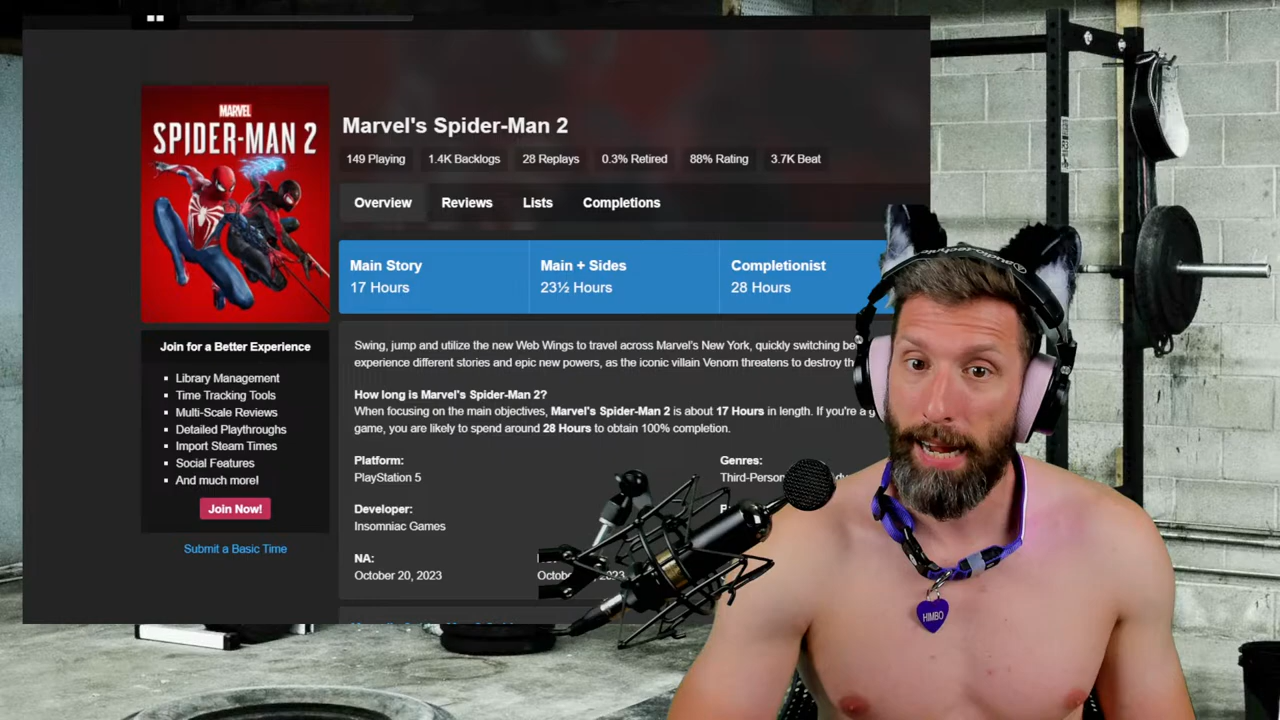 MARVEL
SPIDER-MAN 2
Marvel's Spider-Man 2
149 Playing
1.4K Backlogs
28 Replays
0.3% Retired
88% Rating
3.7K Beat
Overview
Reviews
Lists
Completions
Main Story
17 Hours
Main + Sides
23½ Hours
Completionist
28 Hours
Swing, jump and utilize the new Web Wings to travel across Marvel's New York, quickly switching
experience different stories and epic new powers, as the iconic villain Venom threatens to destroy
How long is Marvel's Spider-Man 2?
When focusing on the main objectives, Marvel's Spider-Man 2 is about 17 Hours in length. If you're a
game, you are likely to spend around 28 Hours to obtain 100% completion.
Platform:
PlayStation 5
Genres:
Developer:
Insomniac Games
NA:
October 20, 2023
2023
Join for a Better Experience
Library Management
Time Tracking Tools
Multi-Scale Reviews
Detailed Playthroughs
Import Steam Times
Social Features
And much more!
Join Now!
Submit a Basic Time
audio-technica
HIMBO